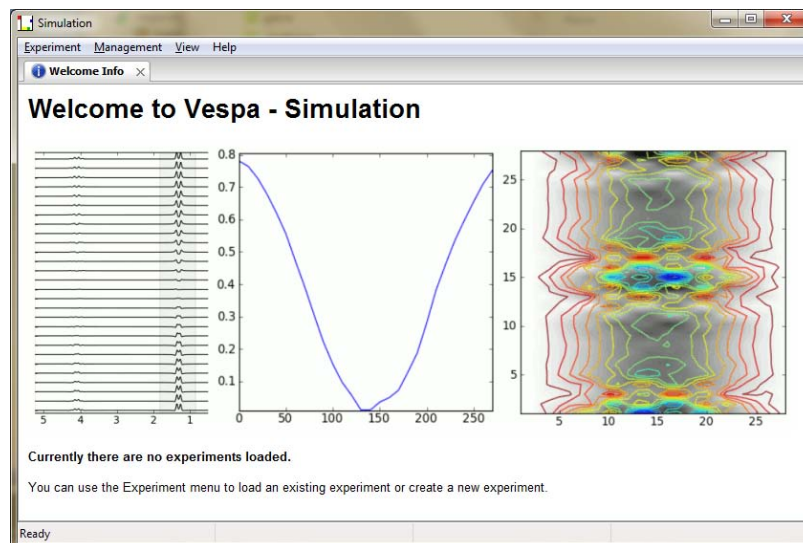 Simulation
Experiment Management View Help
Welcome Info
Welcome to Vespa - Simulation
5 4 3 2 1
0.8
0.7
0.6
0.5
0.4
0.3
0.2
0.1
0 50 100 150 200 250
25
20
15
10
5
5 10 15 20 25
Currently there are no experiments loaded.
You can use the Experiment menu to load an existing experiment or create a new experiment.
Ready